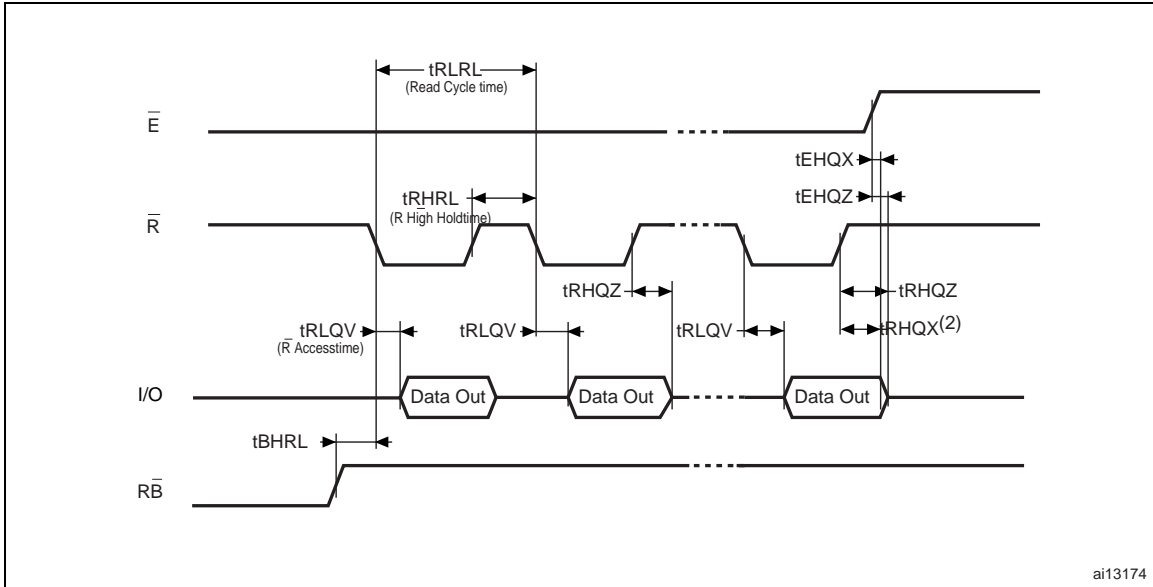 tRLRL
(Read Cycle time)
E̅
tEHQX
tRHRL
tEHQZ
(R̅ High Holdtime)
R̅
tRHQZ
tRHQZ
tRLQV
tRLQV
tRLQV
tRHQX(2)
(R̅ Accesstime)
I/O
Data Out
Data Out
Data Out
tBHRL
RB̅
ai13174